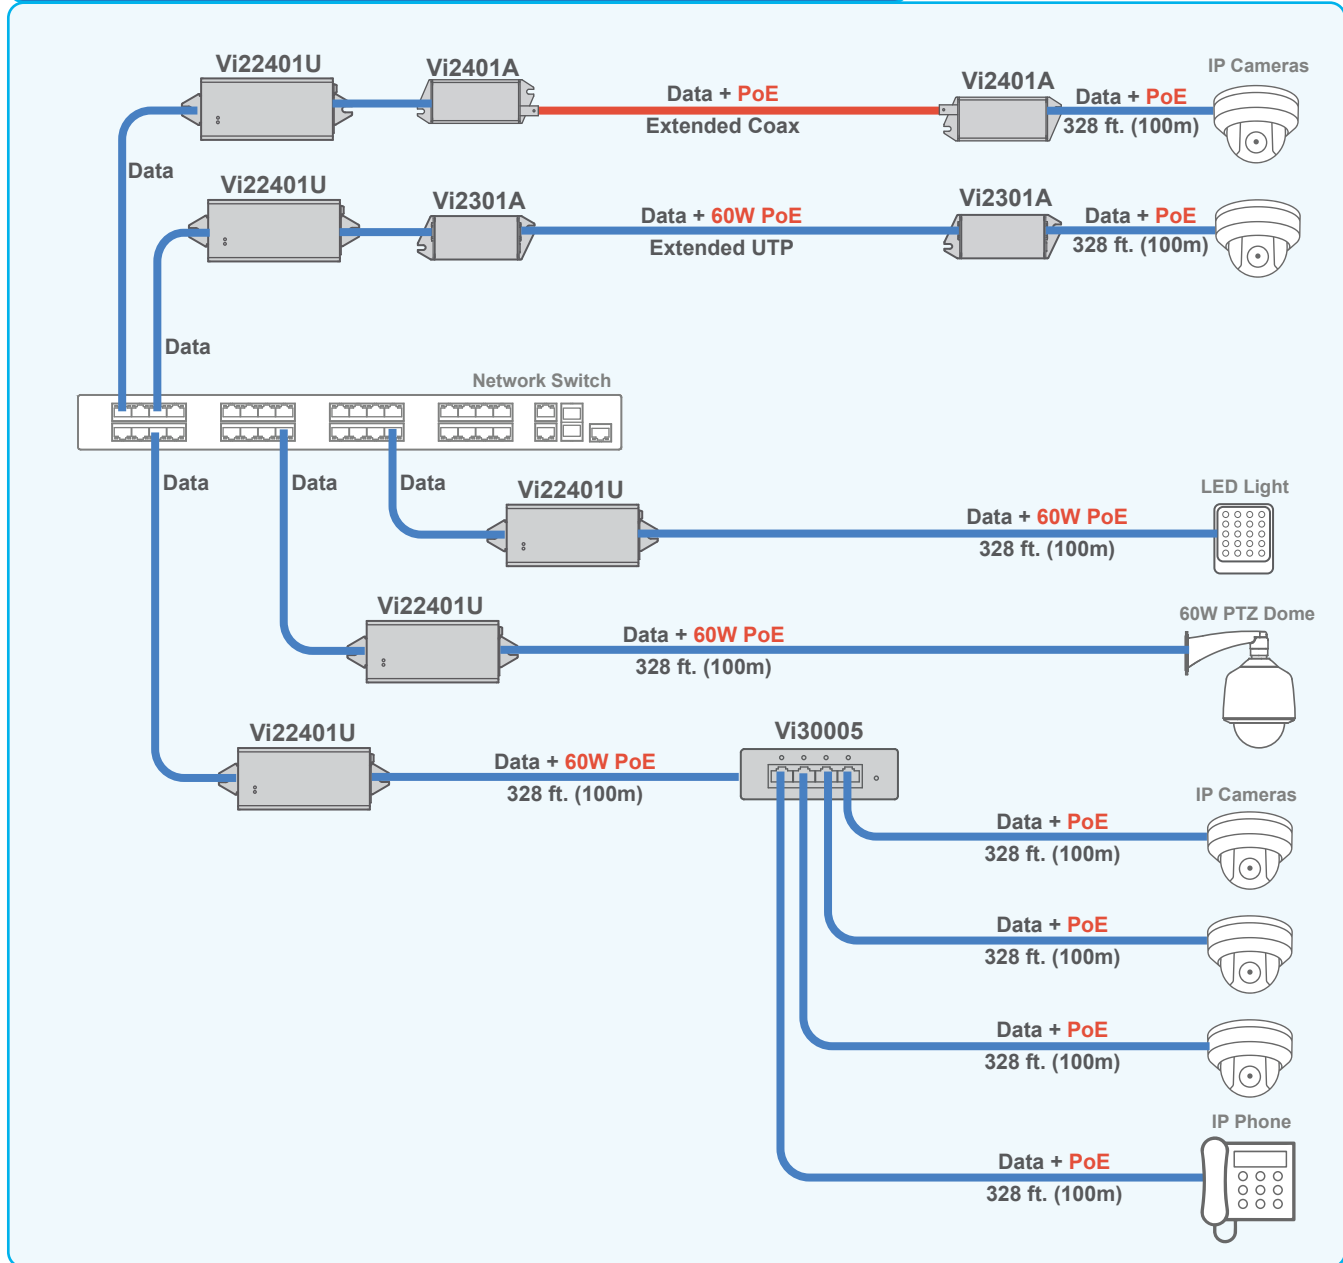 Vi22401U
Vi2401A
Data + PoE
Extended Coax
Vi2401A
Data + PoE
328 ft. (100m)
IP Cameras
Data
Vi22401U
Vi2301A
Data + 60W PoE
Extended UTP
Vi2301A
Data + PoE
328 ft. (100m)
Data
Network Switch
Data
Data
Data
Vi22401U
Data + 60W PoE
328 ft. (100m)
LED Light
Vi22401U
Data + 60W PoE
328 ft. (100m)
60W PTZ Dome
Vi22401U
Data + 60W PoE
328 ft. (100m)
Vi30005
IP Cameras
Data + PoE
328 ft. (100m)
Data + PoE
328 ft. (100m)
Data + PoE
328 ft. (100m)
IP Phone
Data + PoE
328 ft. (100m)